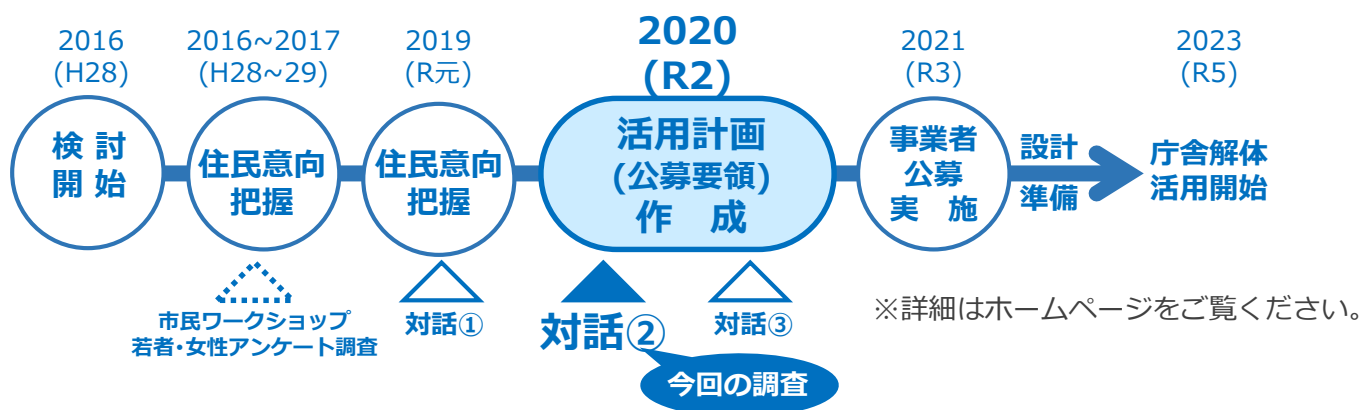 2016
(H28)
2016~2017
(H28~29)
2019
(R元)
2020
(R2)
2021
(R3)
2023
(R5)
検 討
開 始
住民意向
把握
住民意向
把握
活用計画
(公募要領)
作 成
事業者
公募
実 施
設計
準備
庁舎解体
活用開始
市民ワークショップ
若者・女性アンケート調査
対話①
対話②
対話③
今回の調査
※詳細はホームページをご覧ください。